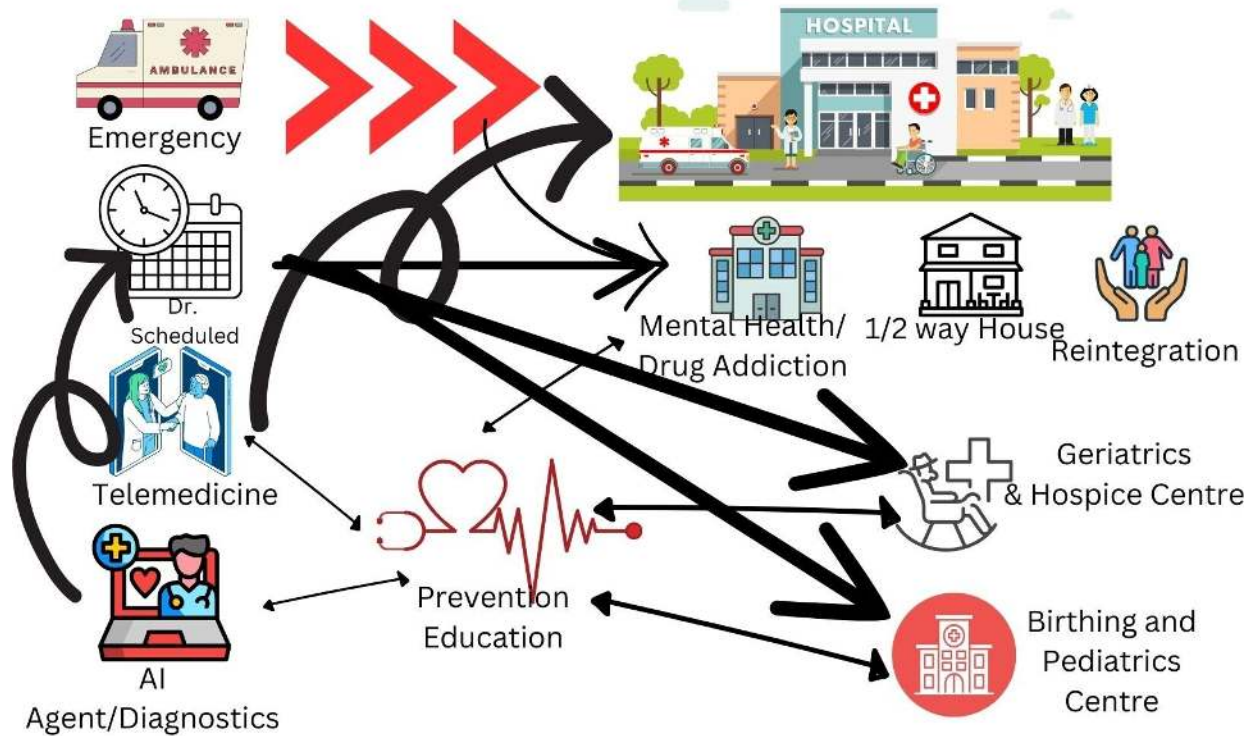 HOSPITAL
AMBULANCE
Emergency
Dr.
Scheduled
Mental Health/
Drug Addiction
1/2 way House
Reintegration
Telemedicine
Geriatrics
& Hospice Centre
Prevention
Education
AI
Agent/Diagnostics
Birthing and
Pediatrics
Centre